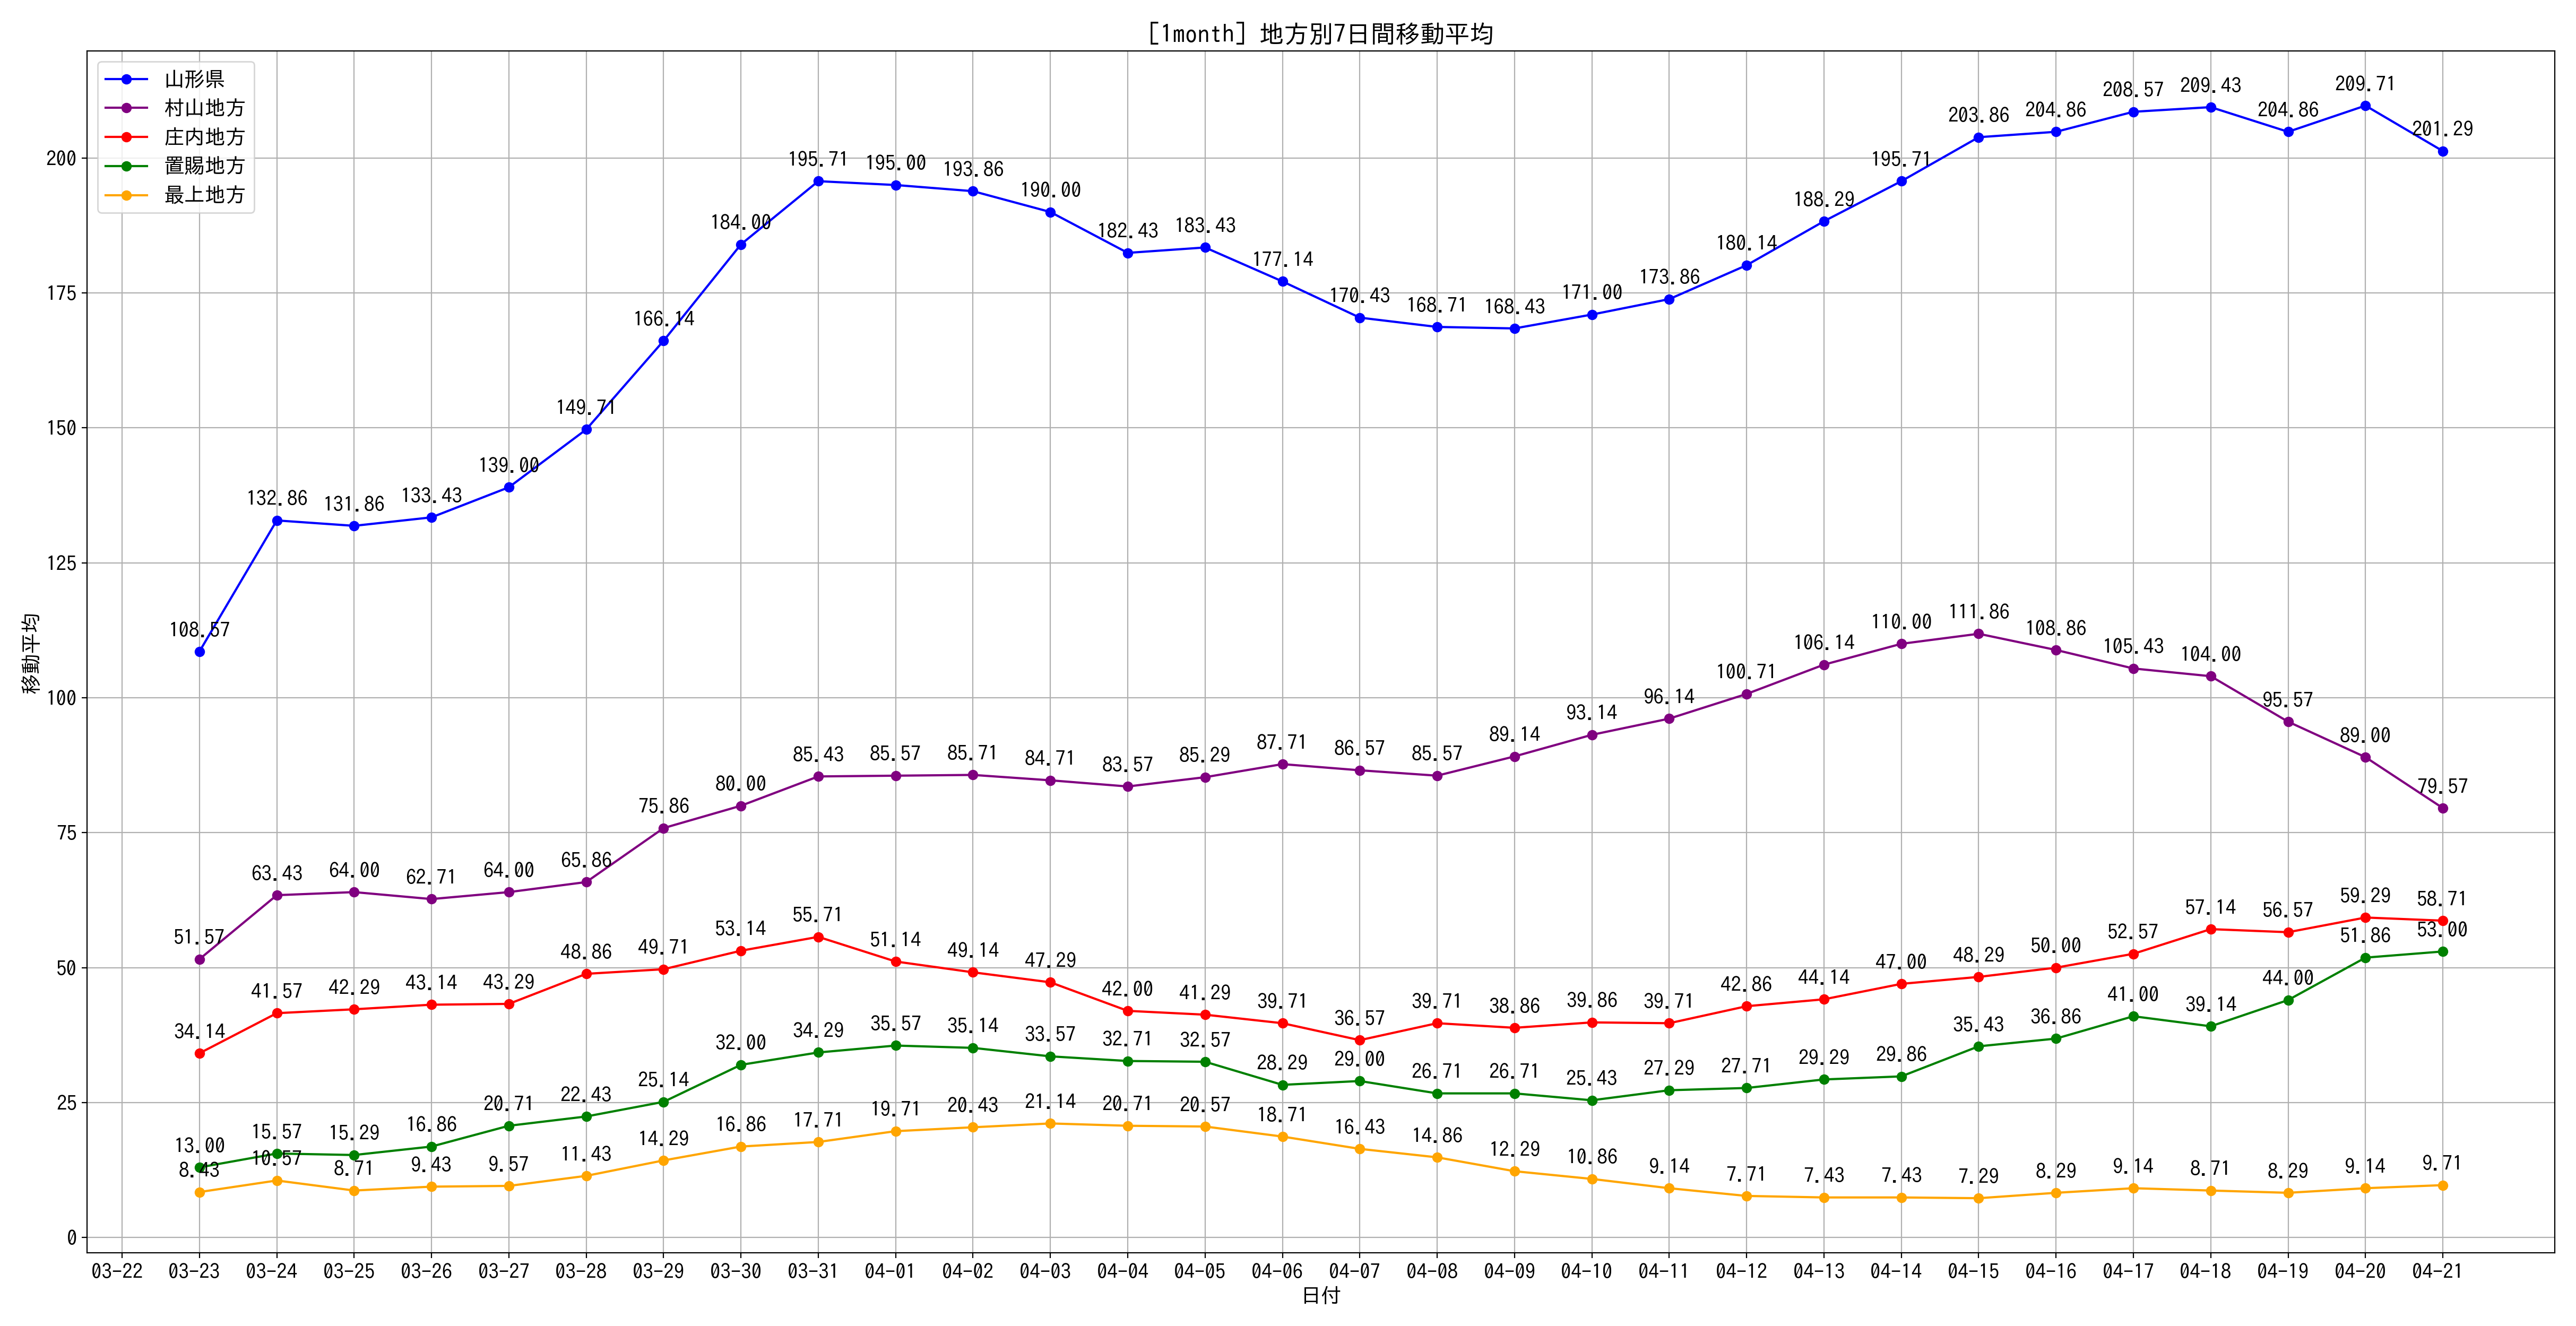 [1month] 地方別7日間移動平均
山形県
村山地方
庄内地方
置賜地方
最上地方
移動平均
200
175
150
125
100
75
50
25
0
108.57 132.86 131.86 133.43 139.00 149.71 166.14 184.00 195.71 195.00 193.86 190.00 182.43 183.43 177.14 170.43 168.71 168.43 171.00 173.86 180.14 188.29 195.71 203.86 204.86 208.57 209.43 204.86 209.71 201.29
51.57 63.43 64.00 62.71 64.00 65.86 75.86 80.00 85.43 85.57 85.71 84.71 83.57 85.29 87.71 86.57 85.57 89.14 93.14 96.14 100.71 106.14 110.00 111.86 108.86 105.43 104.00 95.57 89.00 79.57
34.14 41.57 42.29 43.14 43.29 48.86 49.71 53.14 55.71 51.14 49.14 47.29 42.00 41.29 39.71 36.57 39.71 38.86 39.86 39.71 42.86 44.14 47.00 48.29 50.00 52.57 57.14 56.57 59.29 58.71
13.00 15.57 15.29 16.86 20.71 22.43 25.14 32.00 34.29 35.57 35.14 33.57 32.71 32.57 28.29 29.00 26.71 26.71 25.43 27.29 27.71 29.29 29.86 35.43 36.86 41.00 39.14 44.00 51.86 53.00
8.43 10.57 8.71 9.43 9.57 11.43 14.29 16.86 17.71 19.71 20.43 21.14 20.71 20.57 18.71 16.43 14.86 12.29 10.86 9.14 7.71 7.43 7.43 7.29 8.29 9.14 8.71 8.29 9.14 9.71
03-22 03-23 03-24 03-25 03-26 03-27 03-28 03-29 03-30 03-31 04-01 04-02 04-03 04-04 04-05 04-06 04-07 04-08 04-09 04-10 04-11 04-12 04-13 04-14 04-15 04-16 04-17 04-18 04-19 04-20 04-21
日付